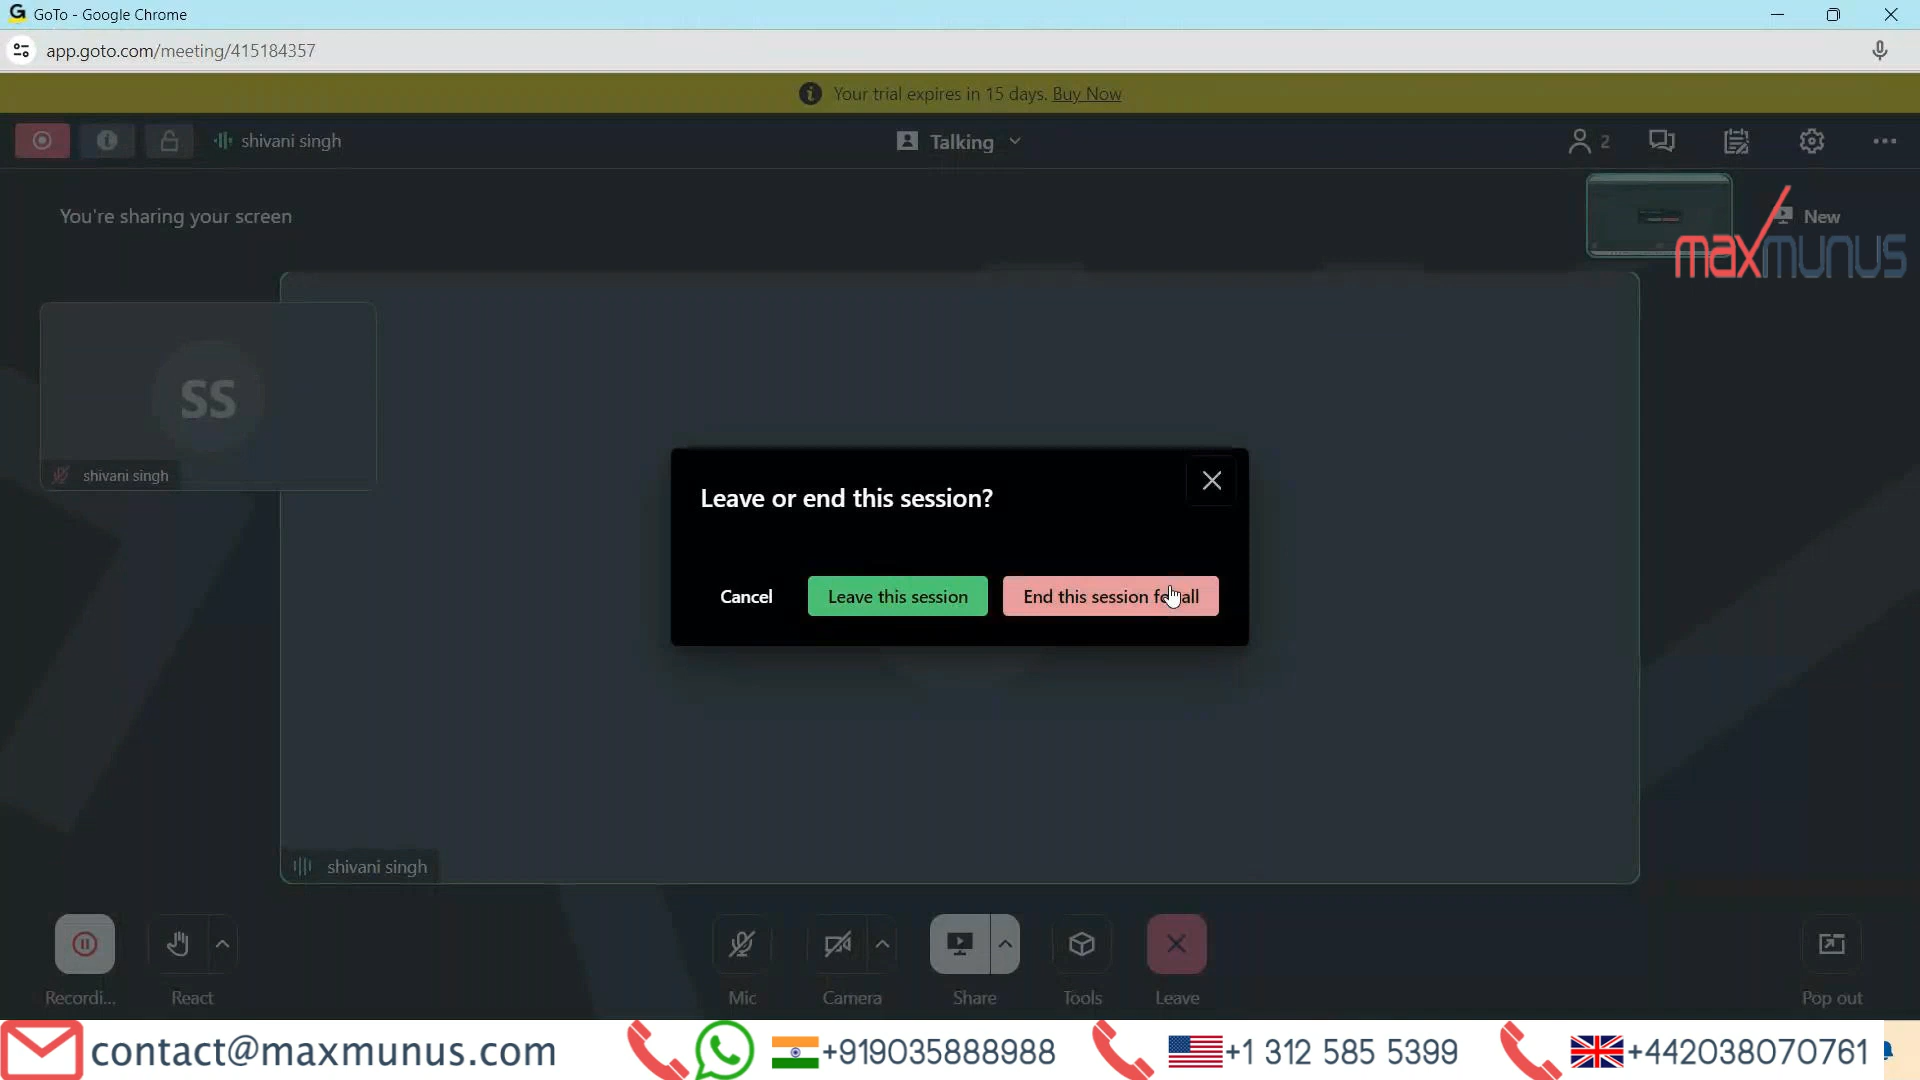 GoTo - Google Chrome
app.goto.com/meeting/415184357
Your trial expires in 15 days. Buy Now
shivani singh
Talking
2
You're sharing your screen
New
maxmunus
SS
shivani singh
Leave or end this session?
Cancel
Leave this session
End this session for all
shivani singh
Recordi...
React
Mic
Camera
Share
Tools
Leave
Pop out
contact@maxmunus.com
+919035888988
+1 312 585 5399
+442038070761